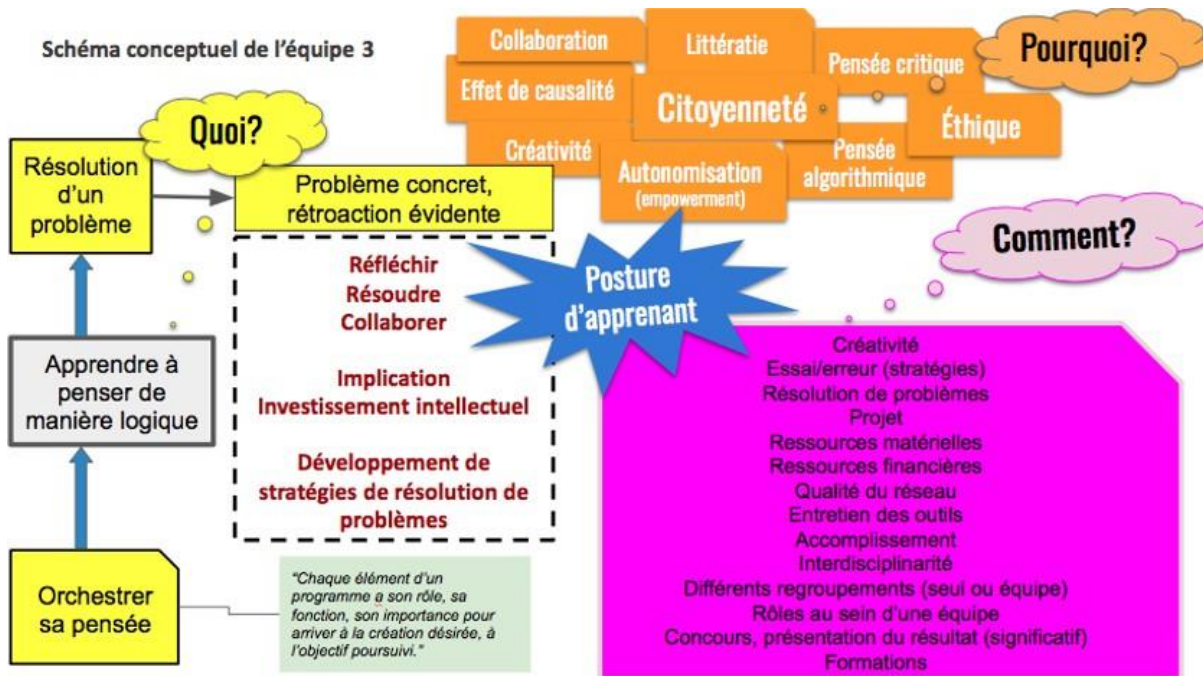 Schéma conceptuel de l'équipe 3
Quoi?
Résolution
d'un
problème
Problème concret,
rétroaction évidente
Apprendre à
penser de
manière logique
Orchestrer
sa pensée
Réfléchir
Résoudre
Collaborer
Implication
Investissement intellectuel
Développement de
stratégies de résolution de
problèmes
"Chaque élément d'un
programme a son rôle, sa
fonction, son importance pour
arriver à la création désirée, à
l'objectif poursuivi."
Pourquoi?
Collaboration
Littératie
Pensée critique
Effet de causalité
Citoyenneté
Éthique
Créativité
Autonomisation
(empowerment)
Pensée
algorithmique
Posture
d'apprenant
Comment?
Créativité
Essai/erreur (stratégies)
Résolution de problèmes
Projet
Ressources matérielles
Ressources financières
Qualité du réseau
Entretien des outils
Accomplissement
Interdisciplinarité
Différents regroupements (seul ou équipe)
Rôles au sein d'une équipe
Concours, présentation du résultat (significatif)
Formations